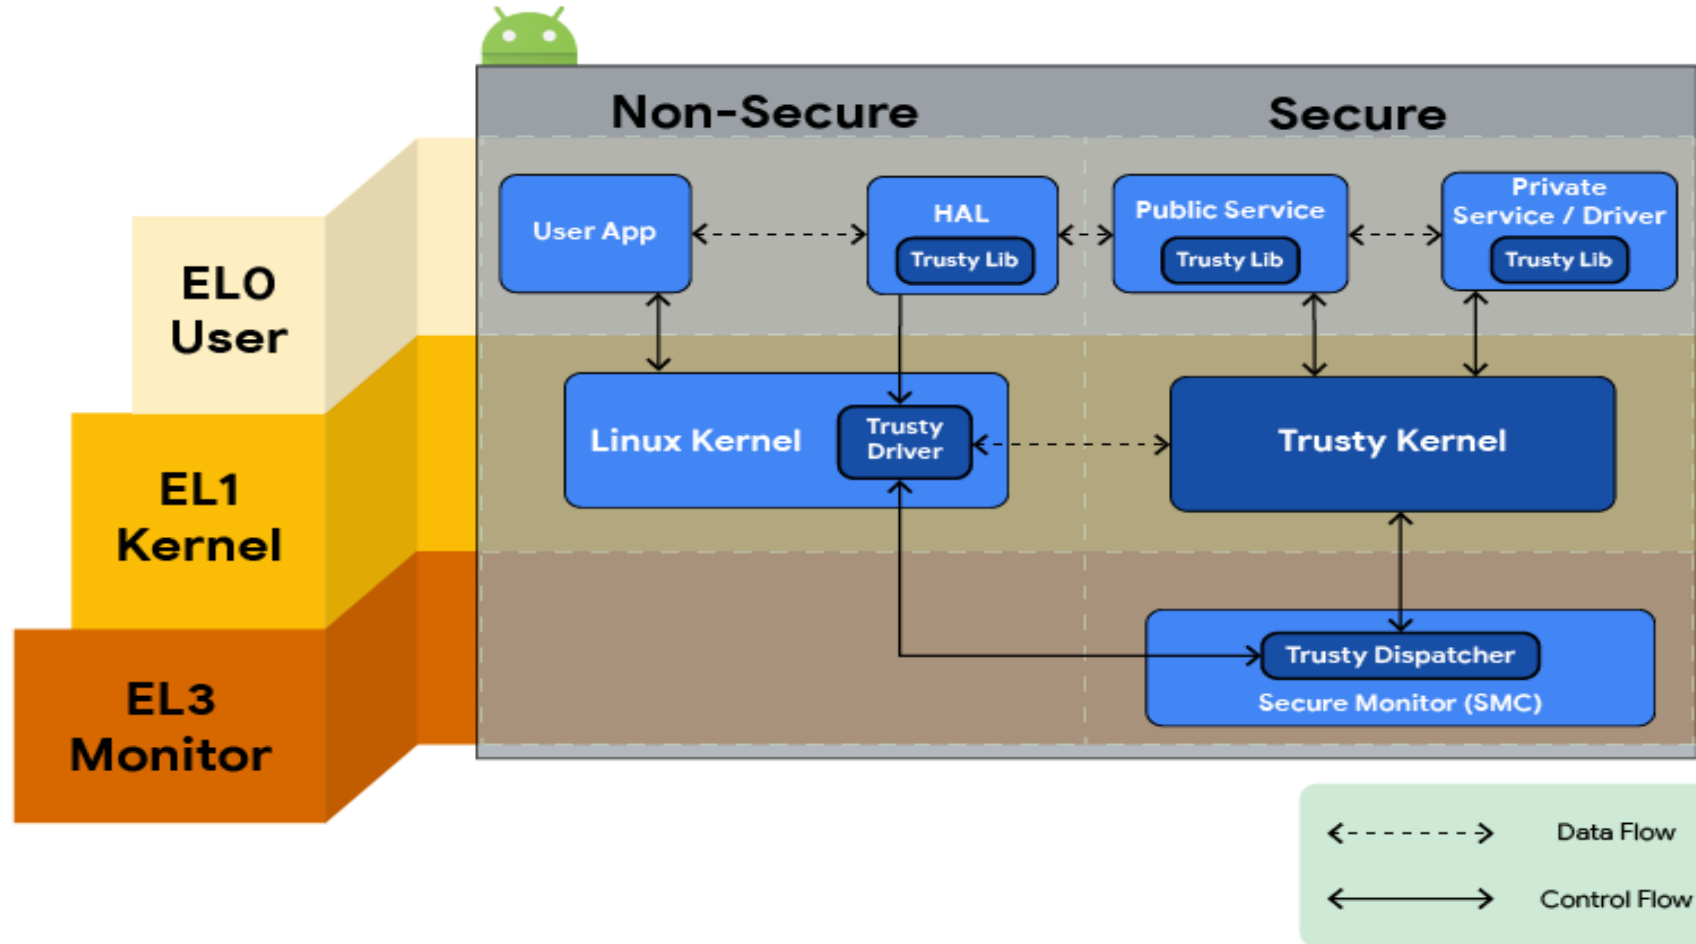 Non-Secure
Secure
EL0
User
User App
HAL
Trusty Lib
Public Service
Trusty Lib
Private
Service / Driver
Trusty Lib
EL1
Kernel
Linux Kernel
Trusty
Driver
Trusty Kernel
EL3
Monitor
Trusty Dispatcher
Secure Monitor (SMC)
Data Flow
Control Flow